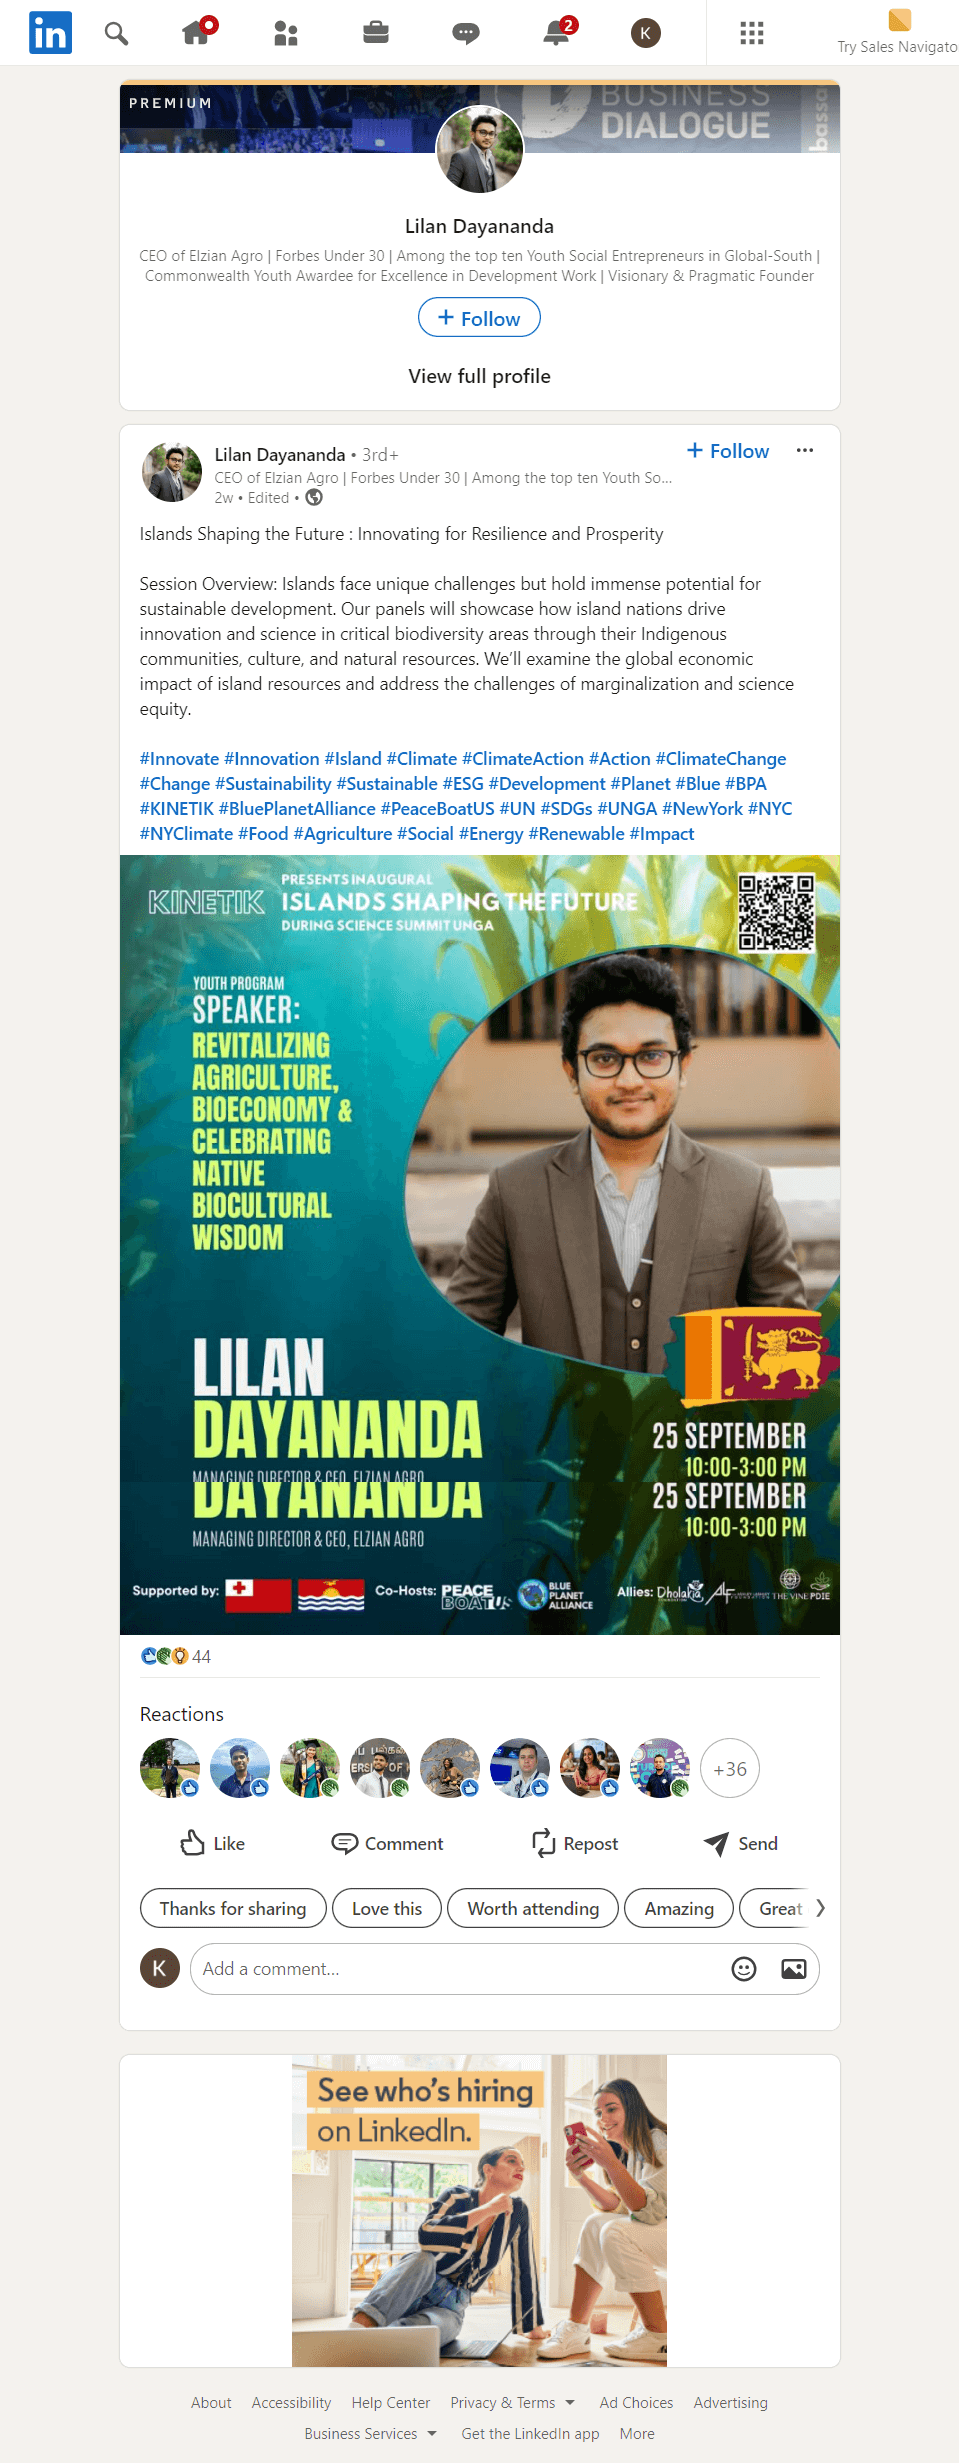 in
2
K
Try Sales Navigato
PREMIUM
BUSINESS
DIALOGUE
bassa
Lilan Dayananda
CEO of Elzian Agro | Forbes Under 30 | Among the top ten Youth Social Entrepreneurs in Global-South |
Commonwealth Youth Awardee for Excellence in Development Work | Visionary & Pragmatic Founder
+ Follow
View full profile
Lilan Dayananda • 3rd+
+ Follow
CEO of Elzian Agro | Forbes Under 30 | Among the top ten Youth So...
2w • Edited •
Islands Shaping the Future : Innovating for Resilience and Prosperity
Session Overview: Islands face unique challenges but hold immense potential for
sustainable development. Our panels will showcase how island nations drive
innovation and science in critical biodiversity areas through their Indigenous
communities, culture, and natural resources. We’ll examine the global economic
impact of island resources and address the challenges of marginalization and science
equity.
#Innovate #Innovation #Island #Climate #ClimateAction #Action #ClimateChange
#Change #Sustainability #Sustainable #ESG #Development #Planet #Blue #BPA
#KINETIK #BluePlanetAlliance #PeaceBoatUS #UN #SDGs #UNGA #NewYork #NYC
#NYClimate #Food #Agriculture #Social #Energy #Renewable #Impact
KINETIK
PRESENTS INAUGURAL
ISLANDS SHAPING THE FUTURE
DURING SCIENCE SUMMIT UNGA
YOUTH PROGRAM
SPEAKER:
REVITALIZING
AGRICULTURE,
BIOECONOMY &
CELEBRATING
NATIVE
BIOCULTURAL
WISDOM
LILAN
DAYANANDA
MANAGING DIRECTOR & CEO, ELZIAN AGRO
25 SEPTEMBER
10:00-3:00 PM
DAYANANDA
MANAGING DIRECTOR & CEO, ELZIAN AGRO
25 SEPTEMBER
10:00-3:00 PM
Supported by:
Co-Hosts: PEACE
BOAT US
BLUE
PLANET
ALLIANCE
Allies: Dholakia
ALF
THE VINE PDIE
44
Reactions
+36
Like
Comment
Repost
Send
Thanks for sharing
Love this
Worth attending
Amazing
Great
K
Add a comment...
See who’s hiring
on LinkedIn.
About
Accessibility
Help Center
Privacy & Terms
Ad Choices
Advertising
Business Services
Get the LinkedIn app
More